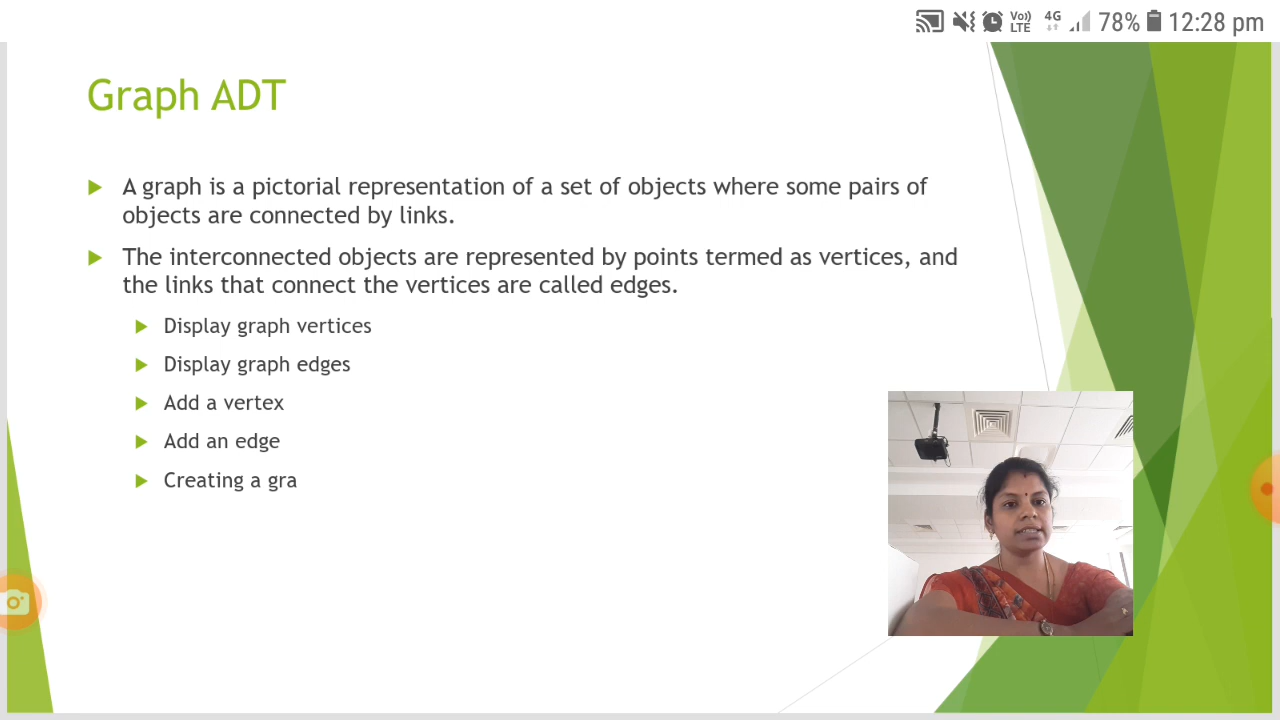 Vo))
LTE
4G
78%
12:28 pm
Graph ADT
A graph is a pictorial representation of a set of objects where some pairs of
objects are connected by links.
The interconnected objects are represented by points termed as vertices, and
the links that connect the vertices are called edges.
Display graph vertices
Display graph edges
Add a vertex
Add an edge
Creating a gra